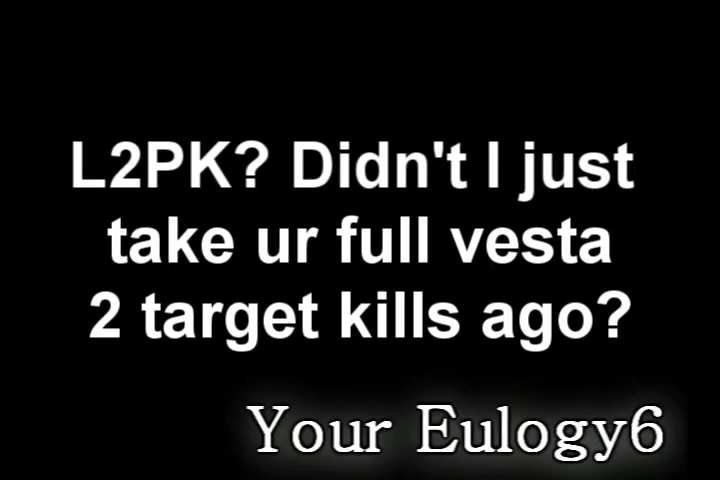 L2PK? Didn't I just
take ur full vesta
2 target kills ago?
Your Eulogy6